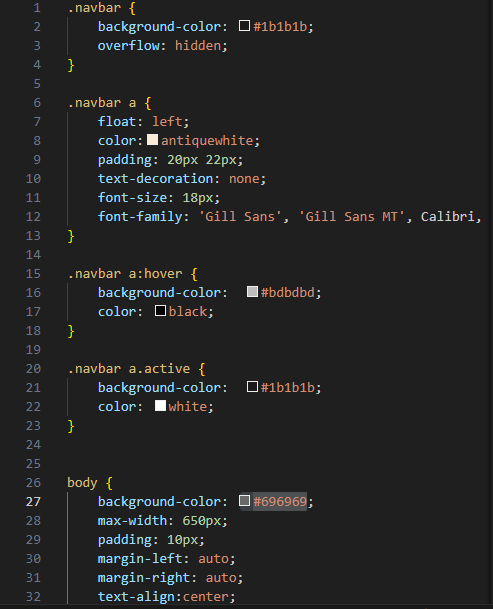 1 .navbar {
2 background-color: #1b1b1b;
3 overflow: hidden;
4 }
5
6 .navbar a {
7 float: left;
8 color: antiquewhite;
9 padding: 20px 22px;
10 text-decoration: none;
11 font-size: 18px;
12 font-family: 'Gill Sans', 'Gill Sans MT', Calibri,
13 }
14
15 .navbar a:hover {
16 background-color: #bdbdbd;
17 color: black;
18 }
19
20 .navbar a.active {
21 background-color: #1b1b1b;
22 color: white;
23 }
24
25
26 body {
27 background-color: #696969;
28 max-width: 650px;
29 padding: 10px;
30 margin-left: auto;
31 margin-right: auto;
32 text-align:center;